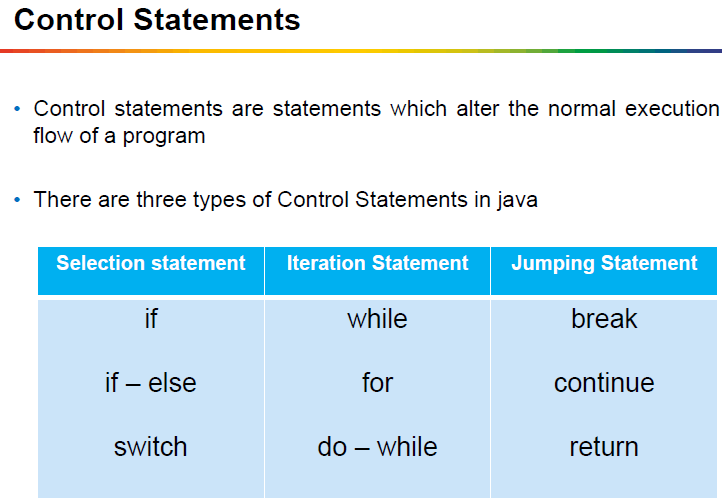 Control Statements
• Control statements are statements which alter the normal execution
flow of a program
• There are three types of Control Statements in java
Selection statement Iteration Statement Jumping Statement
if while break
if – else for continue
switch do – while return